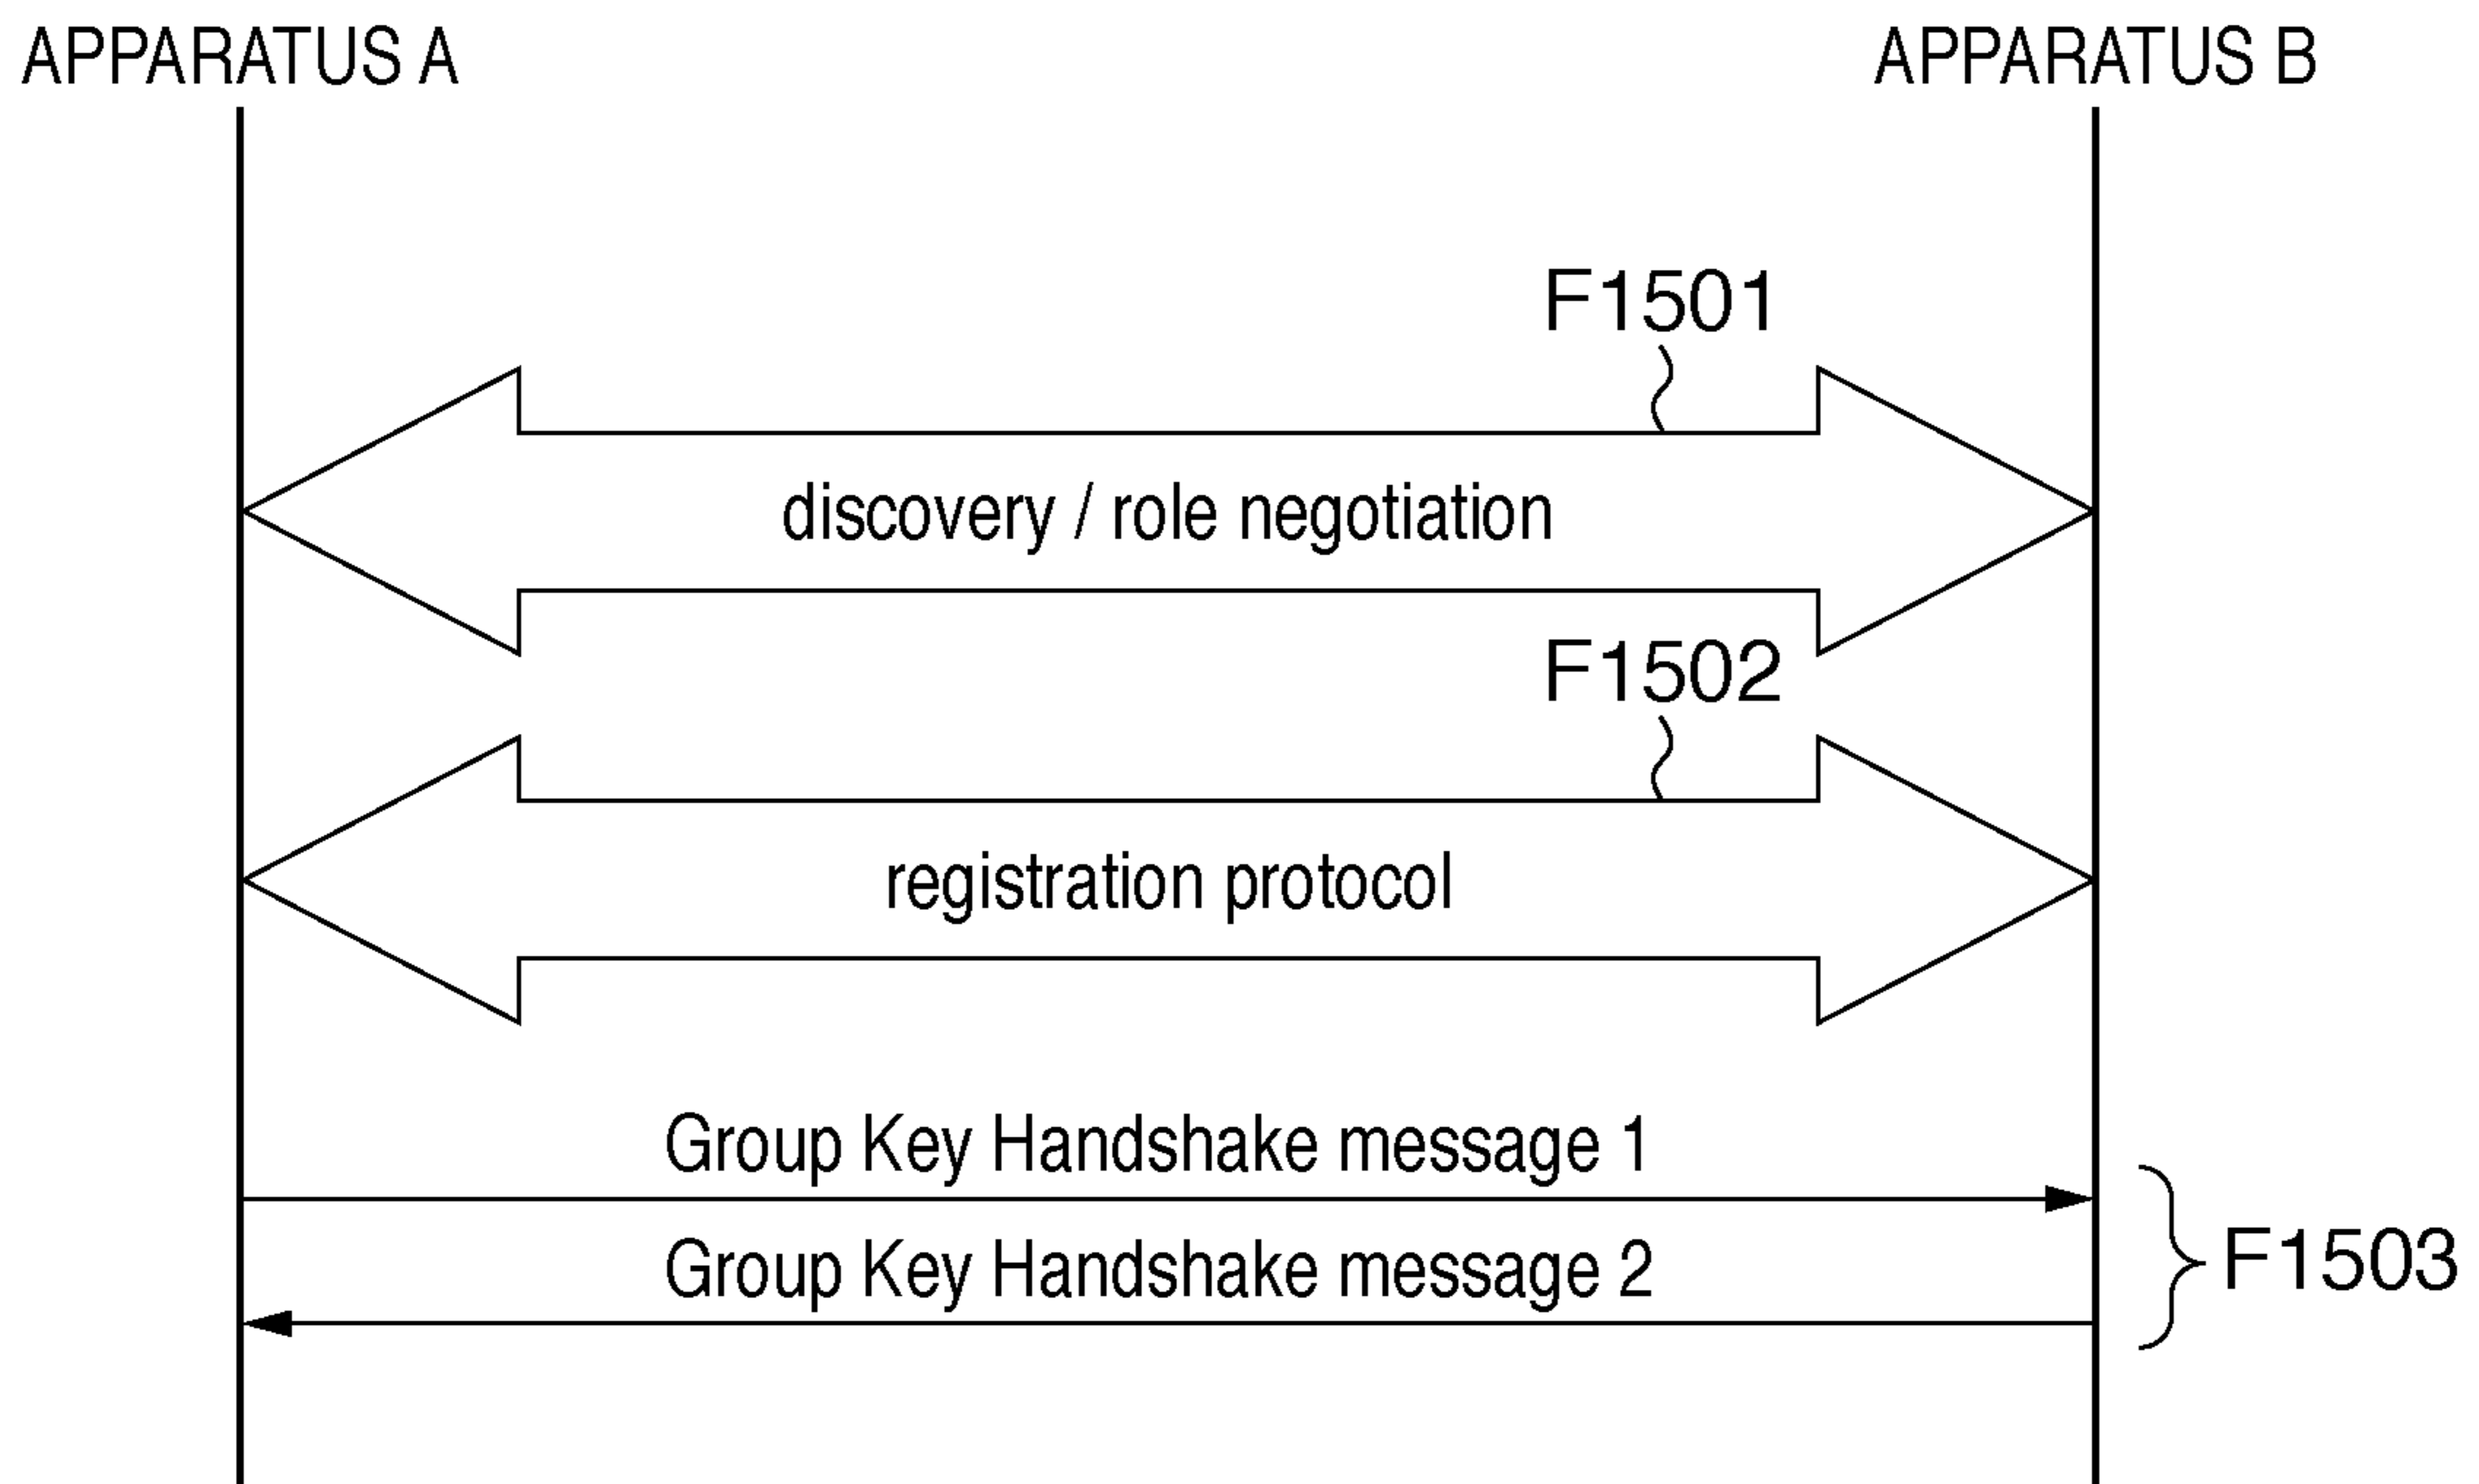 APPARATUS A
APPARATUS B
F1501
discovery / role negotiation
F1502
registration protocol
Group Key Handshake message 1
Group Key Handshake message 2
F1503